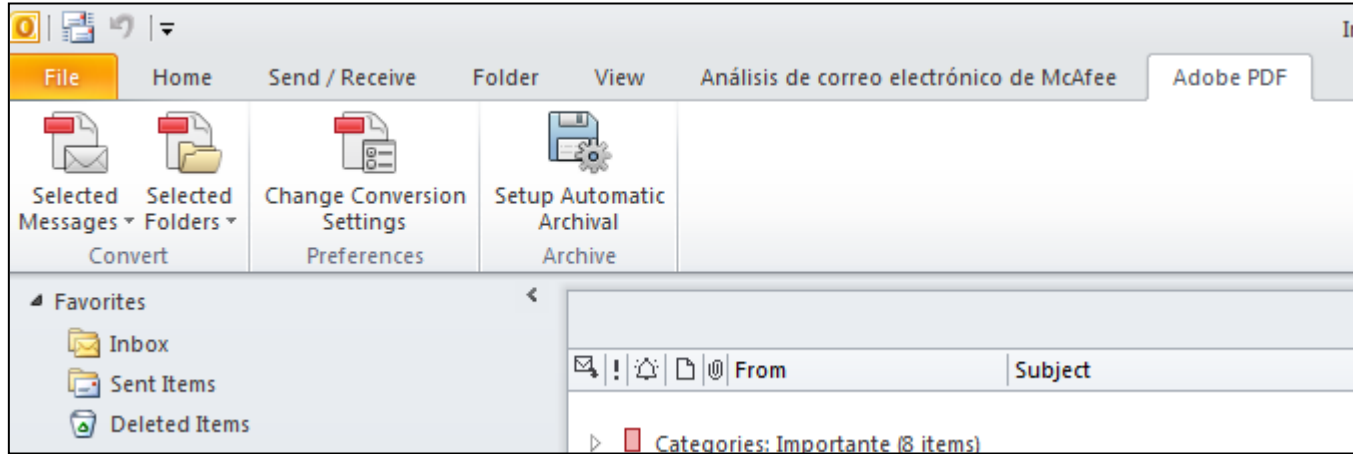 In
File Home Send / Receive Folder View Análisis de correo electrónico de McAfee Adobe PDF
Selected Messages Selected Folders Change Conversion Settings Setup Automatic Archival
Convert Preferences Archive
Favorites
Inbox
Sent Items
Deleted Items
! From Subject
Categories: Importante (8 items)